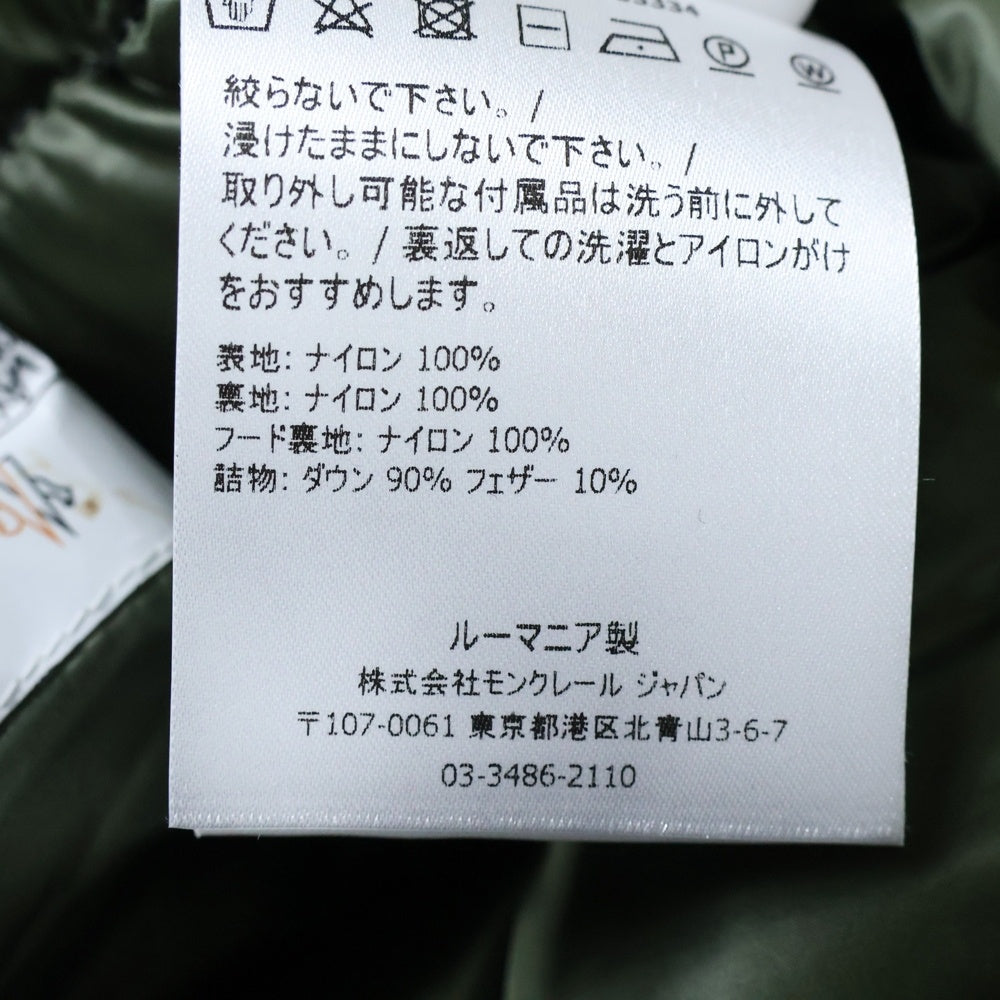 P
W
絞らないで下さい。/
浸けたままにしないで下さい。/
取り外し可能な付属品は洗う前に外して
ください。/ 裏返しての洗濯とアイロンがけ
をおすすめします。
表地: ナイロン 100%
裏地: ナイロン 100%
フード裏地: ナイロン 100%
詰物: ダウン 90% フェザー 10%
ルーマニア製
株式会社モンクレール ジャパン
〒107-0061 東京都港区北青山3-6-7
03-3486-2110